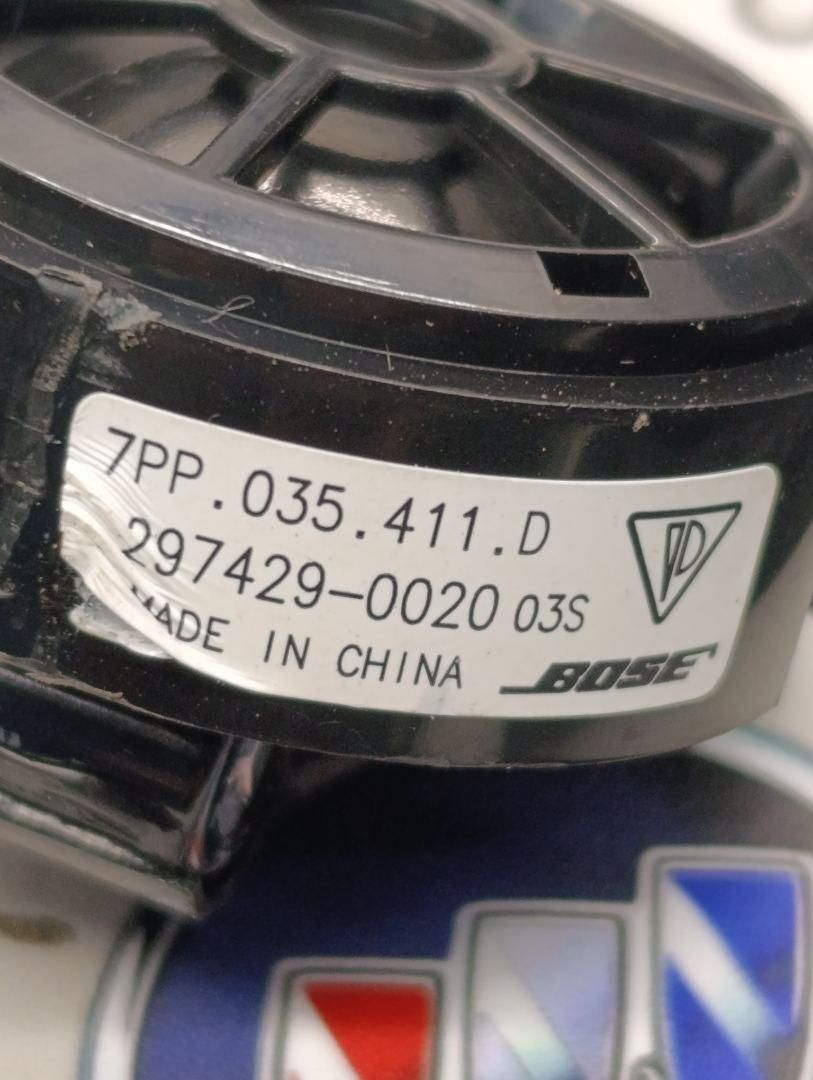 7PP.035.411.D
297429-0020 03S
MADE IN CHINA
BOSE